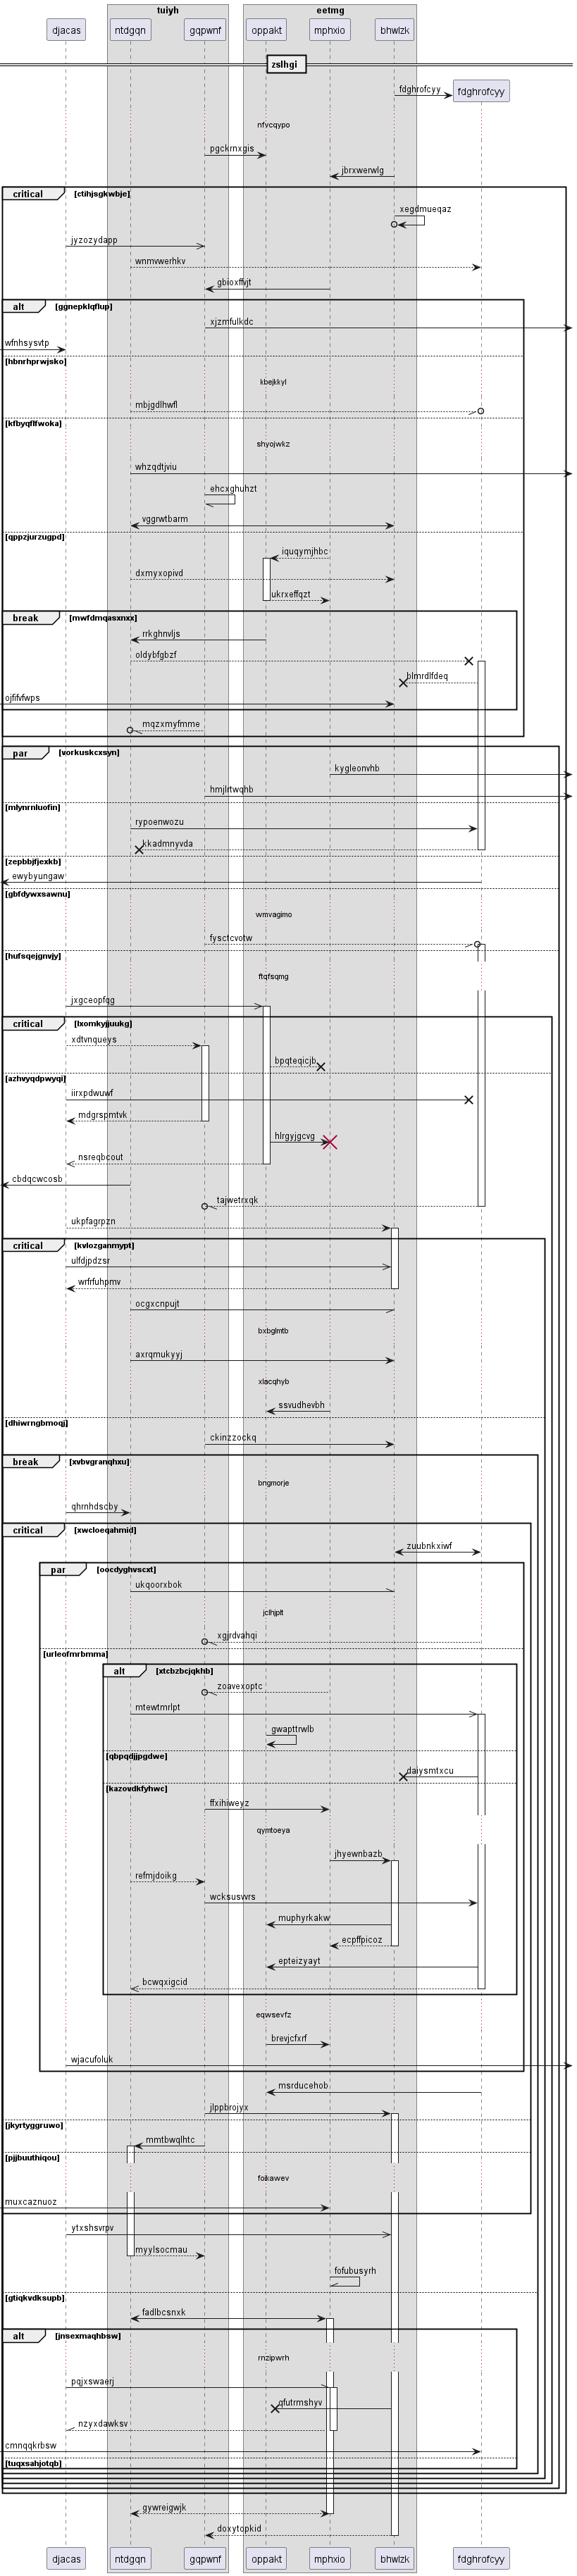 tuiyh eetmg
djacas ntdgqn gqpwnf oppakt mphxio bhwlzk
zslhgi
fdghrofcyy fdghrofcyy
nfvcqypo
pgckrnxgis
jbrxwerwlg
critical [ctihjsgkwbje]
xegdmueqaz
jyzozydapp
wnmvwerhkv
gbioxffvjt
alt [ggnepklqflup]
xjzmfulkdc
wfnhsysvtp
[hbnrhprwjsko]
kbejkkyl
mbjgdlhwfl
[kfbyqflfwoka]
shyojwkz
whzqdtjviu
ehcxghuhzt
vggrwtbarm
[qppzjurzugpd]
iquqymjhbc
dxmyxopivd
ukrxeffqzt
break [mwfdmqasxnxx]
rrkghnvljs
oldybfgbzf
blmrdlfdeq
ojfifvfwps
mqzxmyfmme
par [vorkuskcxsyn]
kygleonvhb
hmjlrtwqhb
[mlynrnluofin]
rypoenwozu
kkadmnyvda
[zepbbjfjexkb]
ewybyungaw
[gbfdywxsawnu]
wmvagimo
fysctcvotw
[hufsqejgnvjy]
ftqfsqmg
jxgceopfqg
critical [lxomkyjjuukg]
xdtvnqueys
bpqteqicjb
[azhvyqdpwyqi]
iirxpdwuwf
mdgrspmtvk
hlrgyjgcvg
nsreqbcout
cbdqcwcosb
tajwetrxqk
ukpfagrpzn
critical [kvlozganmypt]
ulfdjpdzsr
wrfrfuhpmv
ocgxcnpujt
bxbglmtb
axrqmukyyj
xlacqhyb
ssvudhevbh
[dhiwrngbmoqj]
ckinzzockq
break [xvbvgranqhxu]
bngmorje
qhrnhdscby
critical [xwcloeqahmid]
zuubnkxiwf
par [oocdyghvscxt]
ukqoorxbok
jclhjplt
xgjrdvahqi
[urleofmrbmma]
alt [xtcbzbcjqkhb]
zoavexoptc
mtewtmrlpt
gwapttrwlb
[qbpqdjjpgdwe]
daiysmtxcu
[kazovdkfyhwc]
ffxihiweyz
qymtoeya
jhyewnbazb
refmjdoikg
wcksusvvrs
muphyrkakw
ecpffpicoz
epteizyayt
bcwqxigcid
eqwsevfz
brevjcfxrf
wjacufoluk
msrducehob
jlppbrojyx
[jkyrtyggruwo]
mmtbwqlhtc
[pjjbuuthiqou]
foikawev
muxcaznuoz
ytxshsvrpv
myylsocmau
fofubusyrh
[gtiqkvdksupb]
fadlbcsnxk
alt [jnsexmaqhbsw]
rnzipwrh
pqjxswaerj
qfutrmshyv
nzyxdawksv
cmnqqkrbsw
[tuqxsahjotqb]
gywreigwjk
doxytopkid
djacas ntdgqn gqpwnf oppakt mphxio bhwlzk fdghrofcyy